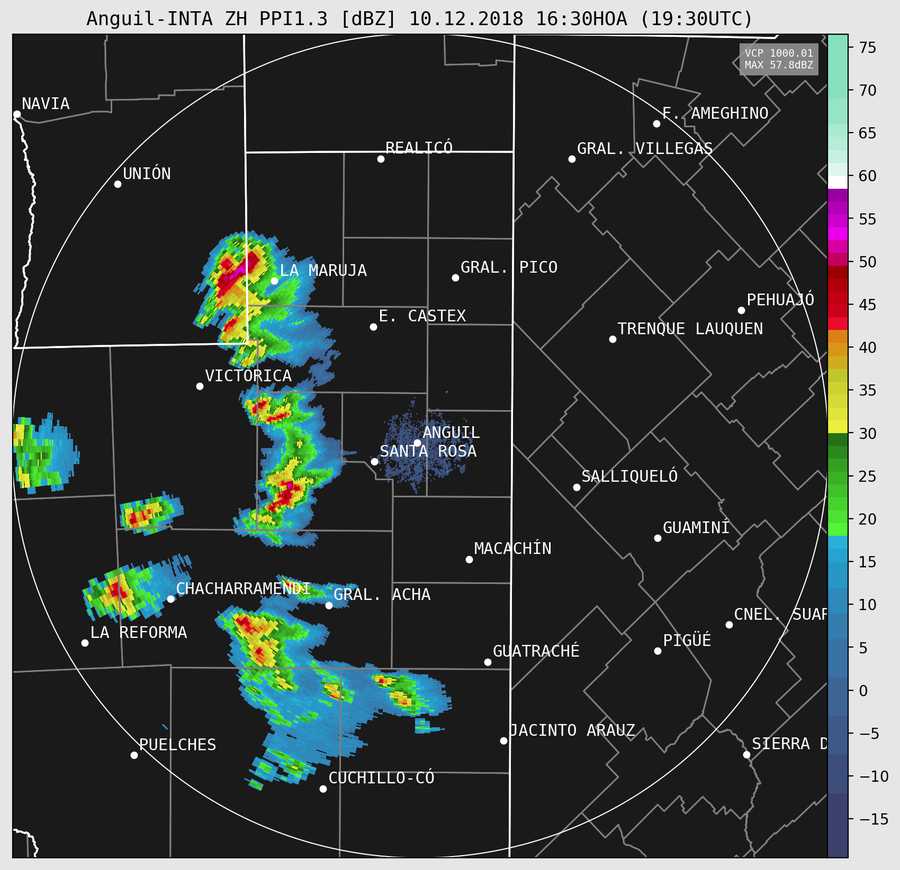 Anguil-INTA ZH PPI1.3 [dBZ] 10.12.2018 16:30HOA (19:30UTC)
VCP 1000.01
MAX 57.8dBZ
NAVIA
F. AMEGHINO
REALICÓ
GRAL. VILLEGAS
UNIÓN
LA MARUJA
GRAL. PICO
PEHUAJÓ
E. CASTEX
TRENQUE LAUQUEN
VICTORICA
ANGUIL
SANTA ROSA
SALLIQUELÓ
GUAMINÍ
MACACHÍN
CHACHARRAMENDI
GRAL. ACHA
CNEL. SUAR
LA REFORMA
PIGÜÉ
GUATRACHÉ
JACINTO ARAUZ
PUELCHES
SIERRA D
CUCHILLO-CÓ
75
70
65
60
55
50
45
40
35
30
25
20
15
10
5
0
−5
−10
−15